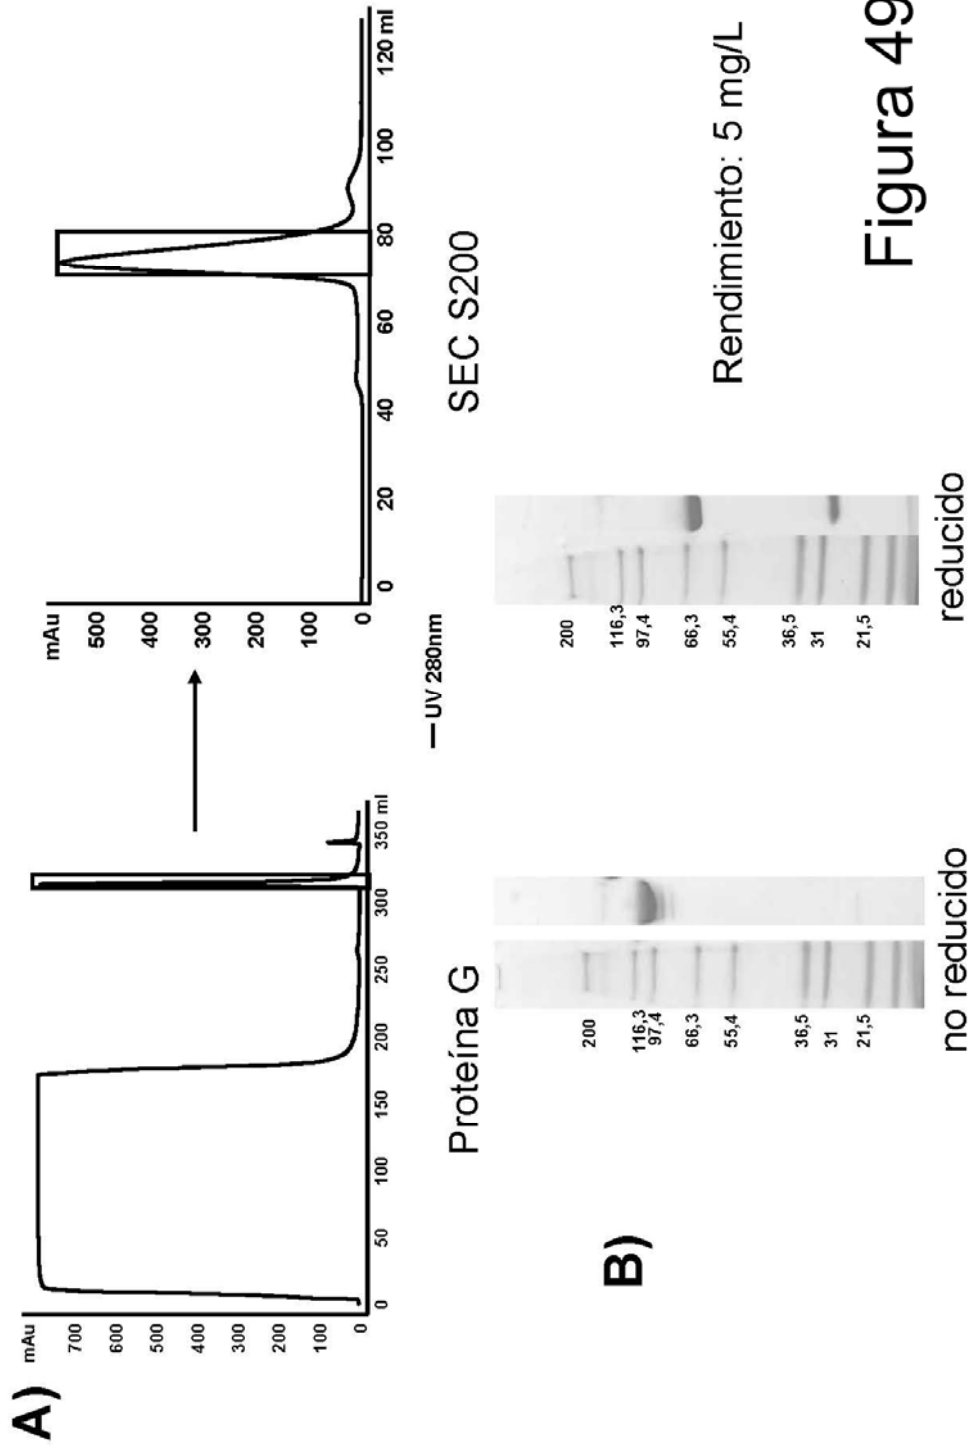 A)
mAu
700
600
500
400
300
200
100
0
0 50 100 150 200 250 300 350 ml
Proteína G
mAu
500
400
300
200
100
0
0 20 40 60 80 100 120 ml
SEC S200
UV 280nm
B)
200
116,3
97,4
66,3
55,4
36,5
31
21,5
no reducido
200
116,3
97,4
66,3
55,4
36,5
31
21,5
reducido
Rendimiento: 5 mg/L
Figura 49